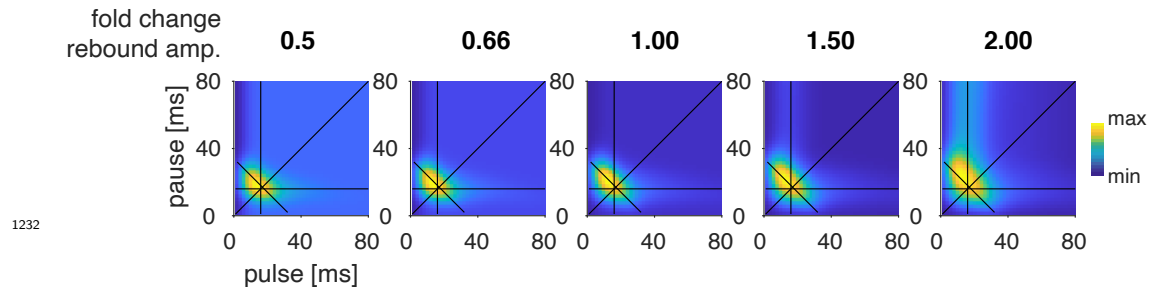 fold change
rebound amp.
0.5 0.66 1.00 1.50 2.00
80 80 80 80 80
pause [ms]
40 40 40 40 40
max
min
0 0 0 0 0
1232
0 40 80 0 40 80 0 40 80 0 40 80 0 40 80
pulse [ms]